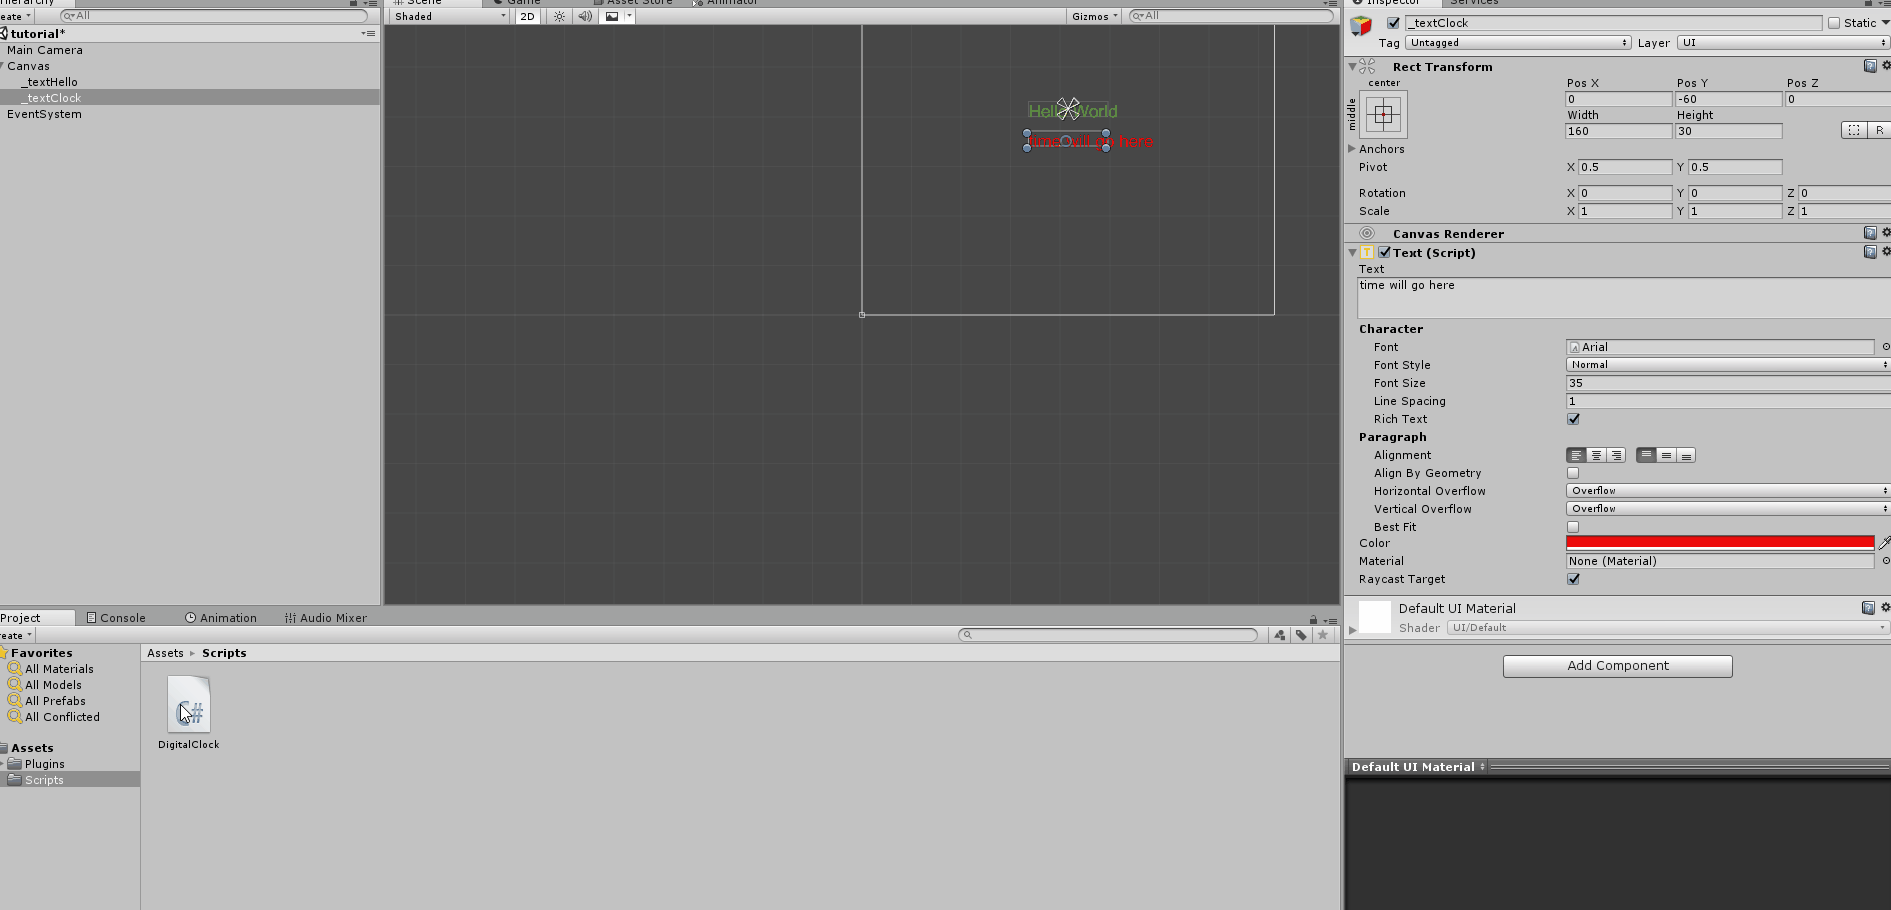 Hierarchy
Create
All
tutorial*
Main Camera
Canvas
_textHello
_textClock
EventSystem
Scene
Game
Asset Store
Animator
Shaded
2D
Gizmos
All
Hello World
time will go here
Inspector
Services
_textClock
Static
Tag
Untagged
Layer
UI
Rect Transform
center
middle
Pos X
Pos Y
Pos Z
0
-60
0
Width
Height
160
30
R
Anchors
Pivot
X 0.5
Y 0.5
Rotation
X 0
Y 0
Z 0
Scale
X 1
Y 1
Z 1
Canvas Renderer
T
Text (Script)
Text
time will go here
Character
Font
Arial
Font Style
Normal
Font Size
35
Line Spacing
1
Rich Text
Paragraph
Alignment
Align By Geometry
Horizontal Overflow
Overflow
Vertical Overflow
Overflow
Best Fit
Color
Material
None (Material)
Raycast Target
Default UI Material
Shader
UI/Default
Add Component
Default UI Material
Project
Console
Animation
Audio Mixer
reate
Favorites
All Materials
All Models
All Prefabs
All Conflicted
Assets
Plugins
Scripts
Assets
Scripts
C#
DigitalClock